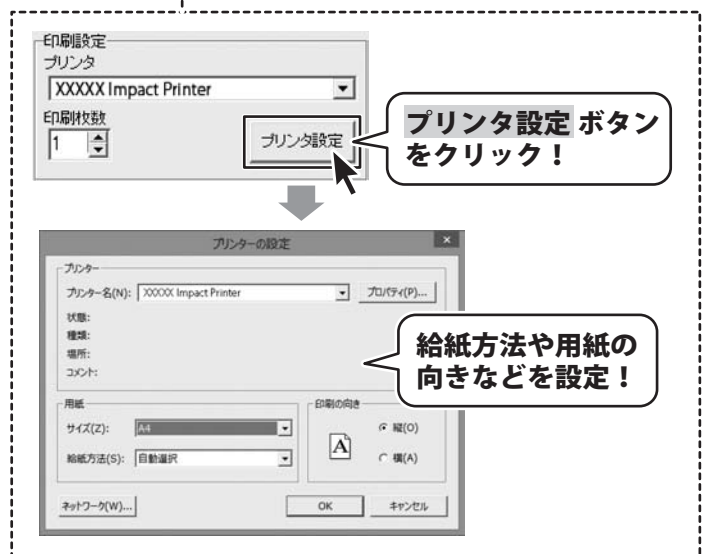 印刷設定
プリンタ
XXXXX Impact Printer
印刷枚数
1
プリンタ設定
プリンタ設定 ボタン
をクリック！
プリンターの設定
プリンター
プリンター名(N): XXXXX Impact Printer プロパティ(P)...
状態:
種類:
場所:
コメント:
給紙方法や用紙の
向きなどを設定！
用紙
サイズ(Z): A4
給紙方法(S): 自動選択
印刷の向き
A
縦(O)
横(A)
ネットワーク(W)... OK キャンセル